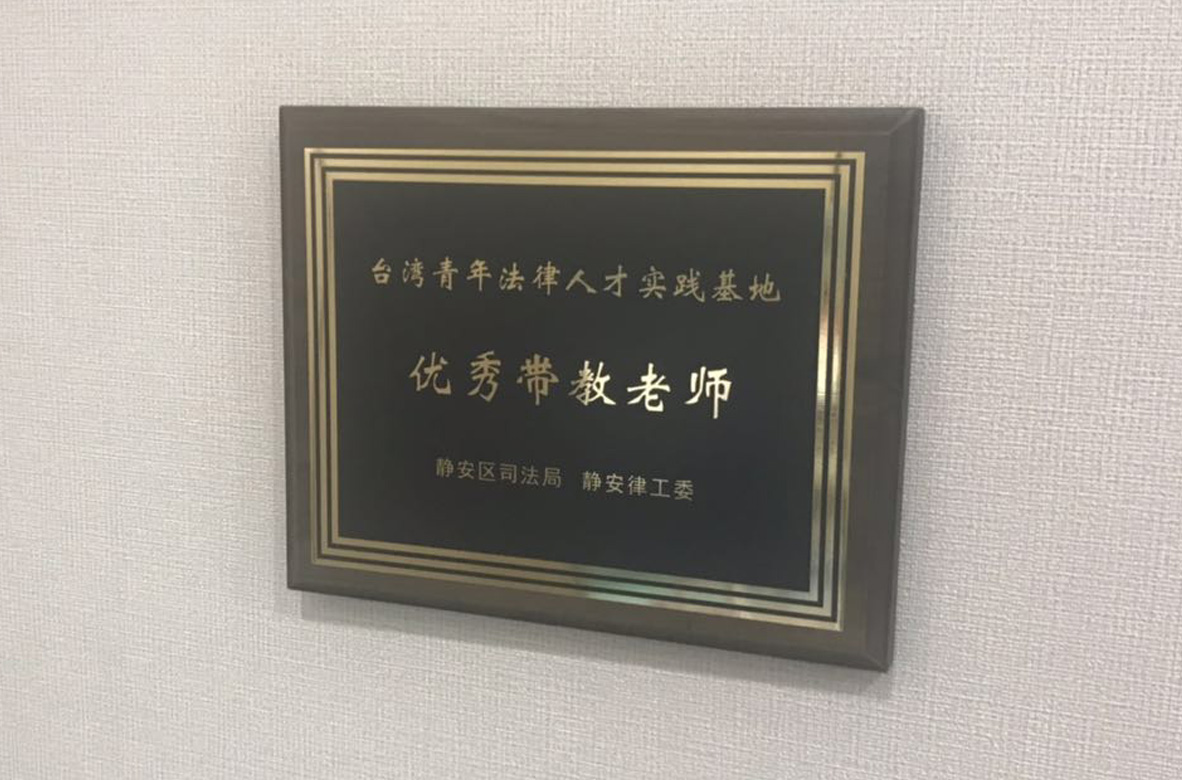 台湾青年法律人才实践基地
优秀带教老师
静安区司法局 静安律工委